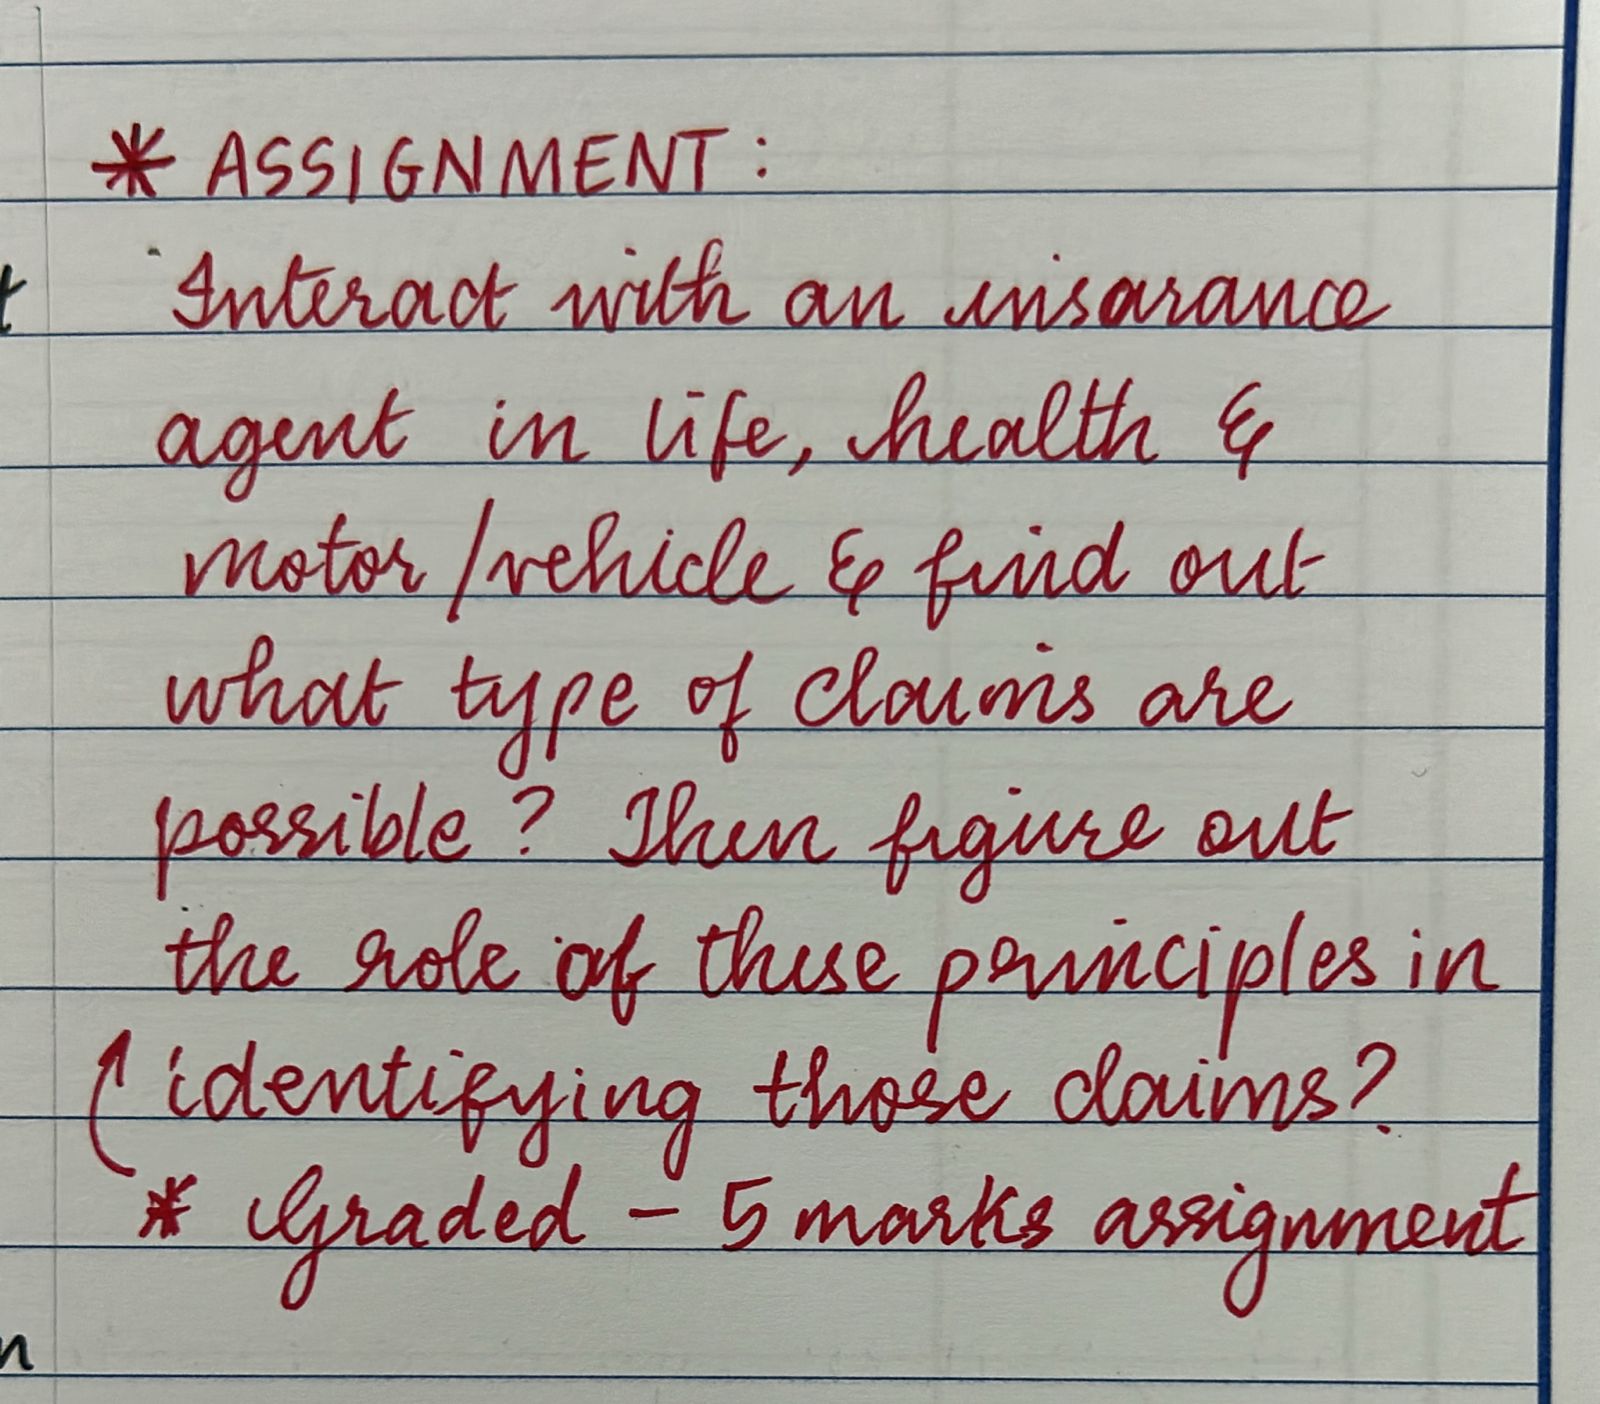 * ASSIGNMENT :
t Interact with an insarance
agent in life, health &
motor/vehicle & find out
what type of claims are
possible? Then figure out
the role of these principles in
identifying those claims?
* Graded - 5 marks assignment
n